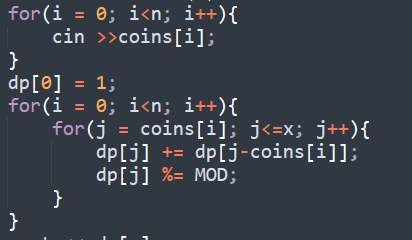 for(i = 0; i<n; i++){
    cin >>coins[i];
}
dp[0] = 1;
for(i = 0; i<n; i++){
    for(j = coins[i]; j<=x; j++){
        dp[j] += dp[j-coins[i]];
        dp[j] %= MOD;
    }
}